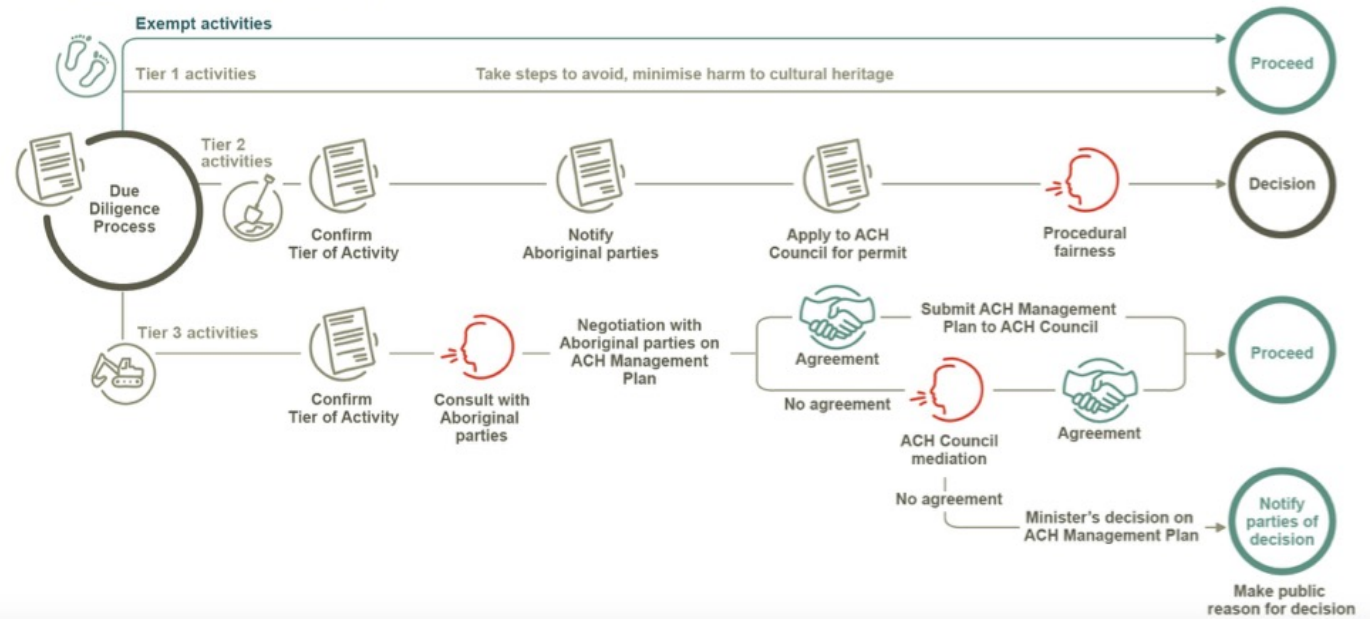 Exempt activities
Tier 1 activities
Take steps to avoid, minimise harm to cultural heritage
Proceed
Due
Diligence
Process
Tier 2
activities
Confirm
Tier of Activity
Notify
Aboriginal parties
Apply to ACH
Council for permit
Procedural
fairness
Decision
Tier 3 activities
Confirm
Tier of Activity
Consult with
Aboriginal
parties
Negotiation with
Aboriginal parties on
ACH Management
Plan
Agreement
Submit ACH Management
Plan to ACH Council
No agreement
ACH Council
mediation
Agreement
Proceed
No agreement
Minister's decision on
ACH Management Plan
Notify
parties of
decision
Make public
reason for decision